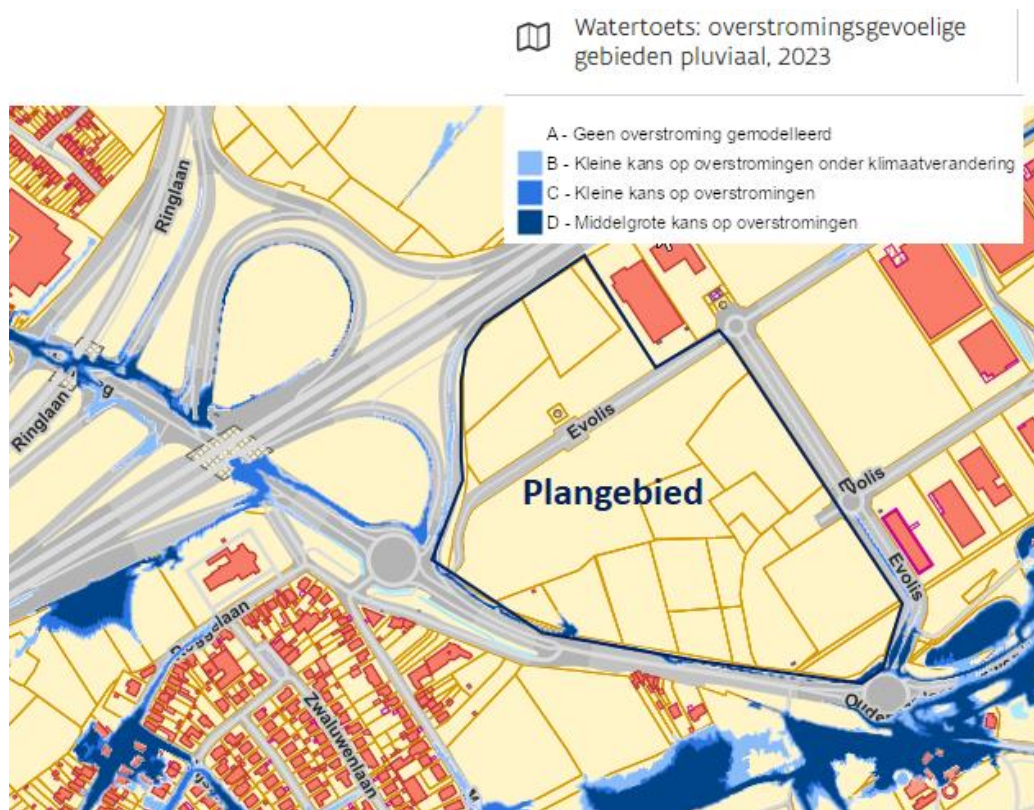 Watertoets: overstromingsgevoelige
gebieden pluviaal, 2023
A - Geen overstroming gemodelleerd
B - Kleine kans op overstromingen onder klimaatverandering
C - Kleine kans op overstromingen
D - Middelgrote kans op overstromingen
Ringlaan
Ringlaan
Evolis
Plangebied
Evolis
Zwaluwenlaan